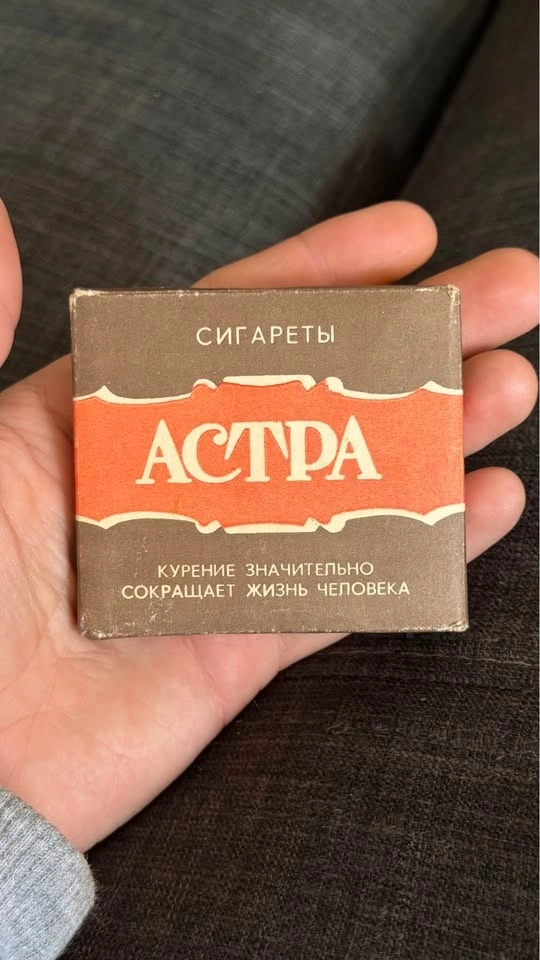 СИГАРЕТЫ
АСТРА
КУРЕНИЕ ЗНАЧИТЕЛЬНО
СОКРАЩАЕТ ЖИЗНЬ ЧЕЛОВЕКА